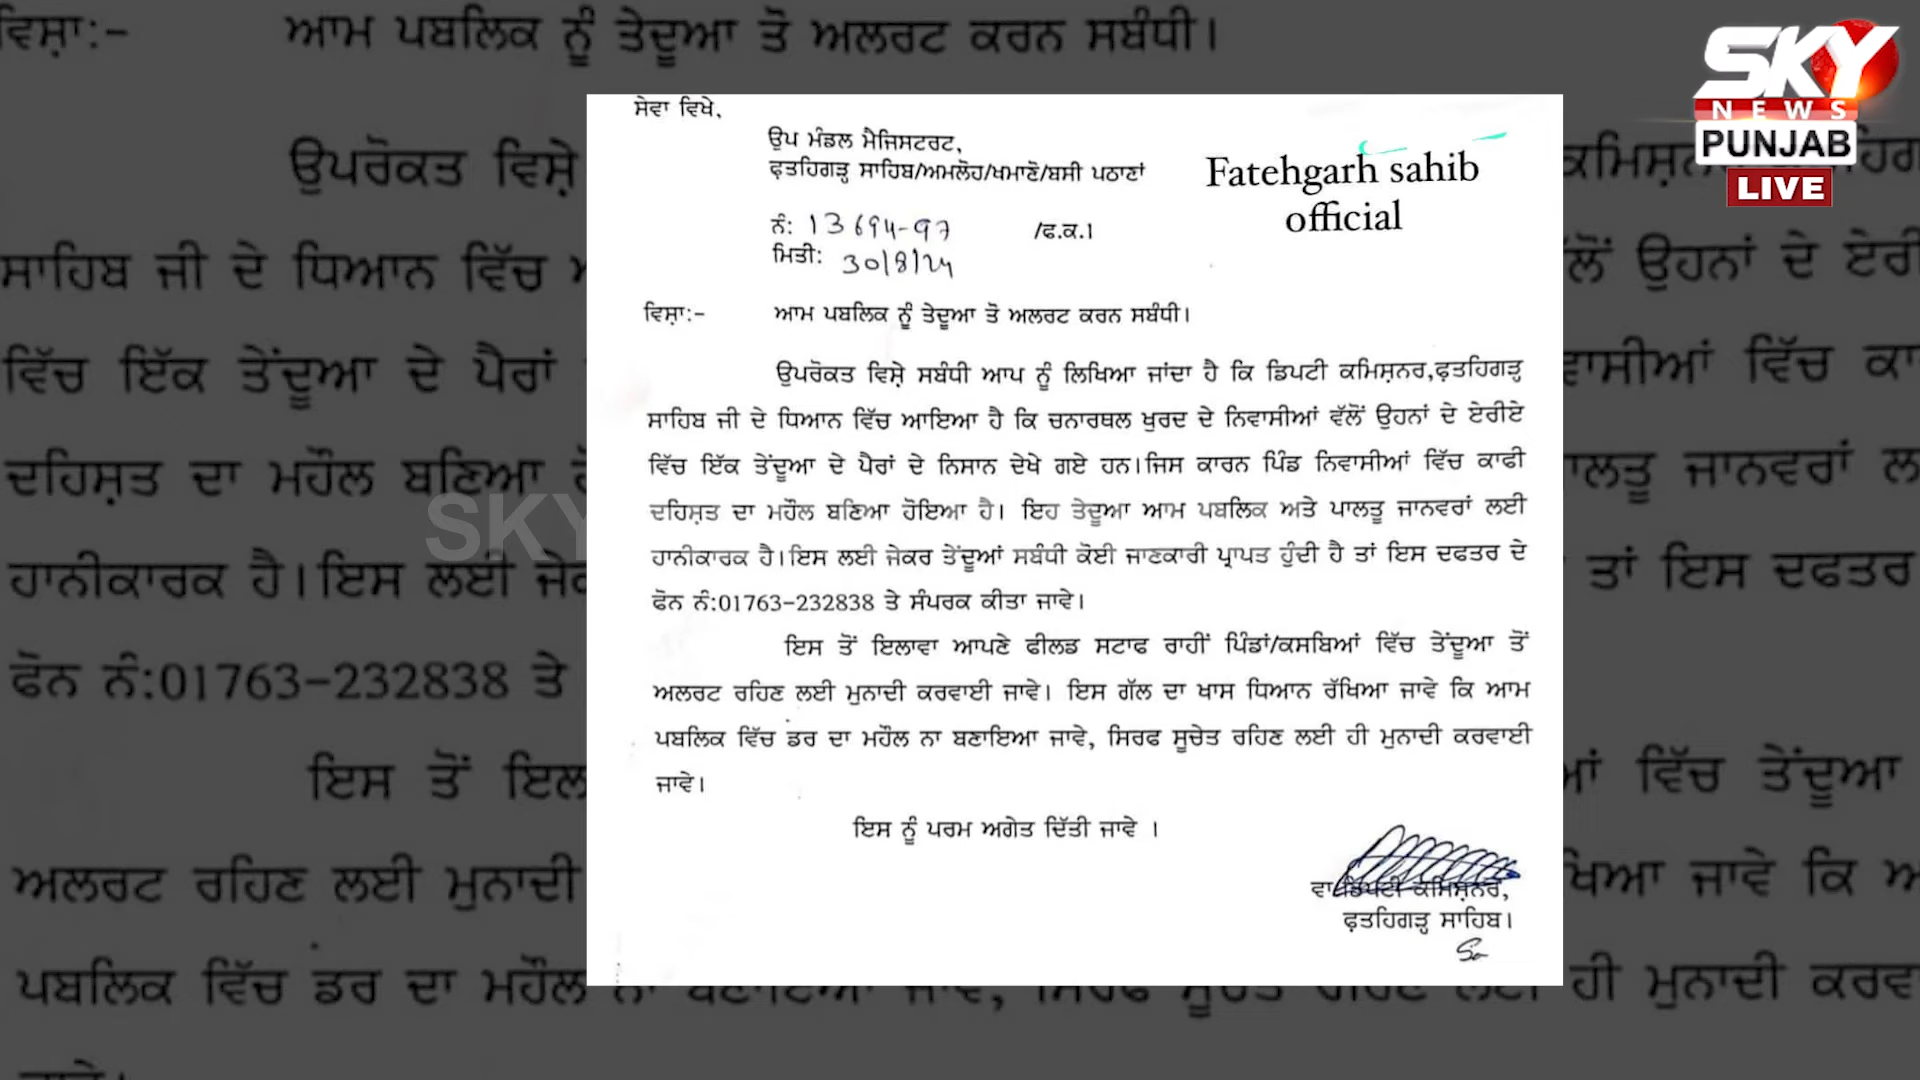 SKY
NEWS
PUNJAB
LIVE
ਸੇਵਾ ਵਿਖੇ,
ਉਪ ਮੰਡਲ ਮੈਜਿਸਟਰਟ,
ਫ਼ਤਹਿਗੜ੍ਹ ਸਾਹਿਬ/ਅਮਲੋਹ/ਖਮਾਣੋ/ਬਸੀ ਪਠਾਣਾਂ
Fatehgarh sahib
official
ਨੰ: 13694-97 /ਫ.ਕ.1
ਮਿਤੀ: 30/8/24
ਵਿਸ਼ਾ:- ਆਮ ਪਬਲਿਕ ਨੂੰ ਤੇਦੂਆ ਤੋ ਅਲਰਟ ਕਰਨ ਸਬੰਧੀ।
ਉਪਰੋਕਤ ਵਿਸ਼ੇ ਸਬੰਧੀ ਆਪ ਨੂੰ ਲਿਖਿਆ ਜਾਂਦਾ ਹੈ ਕਿ ਡਿਪਟੀ ਕਮਿਸ਼ਨਰ,ਫ਼ਤਹਿਗੜ੍ਹ
ਸਾਹਿਬ ਜੀ ਦੇ ਧਿਆਨ ਵਿੱਚ ਆਇਆ ਹੈ ਕਿ ਚਨਾਰਥਲ ਖੁਰਦ ਦੇ ਨਿਵਾਸੀਆਂ ਵੱਲੋਂ ਉਹਨਾਂ ਦੇ ਏਰੀਏ
ਵਿੱਚ ਇੱਕ ਤੇਂਦੂਆ ਦੇ ਪੈਰਾਂ ਦੇ ਨਿਸਾਨ ਦੇਖੇ ਗਏ ਹਨ।ਜਿਸ ਕਾਰਨ ਪਿੰਡ ਨਿਵਾਸੀਆਂ ਵਿੱਚ ਕਾਫੀ
ਦਹਿਸ਼ਤ ਦਾ ਮਹੌਲ ਬਣਿਆ ਹੋਇਆ ਹੈ। ਇਹ ਤੇਦੂਆ ਆਮ ਪਬਲਿਕ ਅਤੇ ਪਾਲਤੂ ਜਾਨਵਰਾਂ ਲਈ
ਹਾਨੀਕਾਰਕ ਹੈ।ਇਸ ਲਈ ਜੇਕਰ ਤੇਂਦੂਆਂ ਸਬੰਧੀ ਕੋਈ ਜਾਣਕਾਰੀ ਪ੍ਰਾਪਤ ਹੁੰਦੀ ਹੈ ਤਾਂ ਇਸ ਦਫਤਰ ਦੇ
ਫੋਨ ਨੰ:01763-232838 ਤੇ ਸੰਪਰਕ ਕੀਤਾ ਜਾਵੇ।
ਇਸ ਤੋਂ ਇਲਾਵਾ ਆਪਣੇ ਫੀਲਡ ਸਟਾਫ ਰਾਹੀਂ ਪਿੰਡਾਂ/ਕਸਬਿਆਂ ਵਿੱਚ ਤੇਂਦੂਆ ਤੋਂ
ਅਲਰਟ ਰਹਿਣ ਲਈ ਮੁਨਾਦੀ ਕਰਵਾਈ ਜਾਵੇ। ਇਸ ਗੱਲ ਦਾ ਖਾਸ ਧਿਆਨ ਰੱਖਿਆ ਜਾਵੇ ਕਿ ਆਮ
ਪਬਲਿਕ ਵਿੱਚ ਡਰ ਦਾ ਮਹੌਲ ਨਾ ਬਣਾਇਆ ਜਾਵੇ, ਸਿਰਫ ਸੂਚੇਤ ਰਹਿਣ ਲਈ ਹੀ ਮੁਨਾਦੀ ਕਰਵਾਈ
ਜਾਵੇ।
ਇਸ ਨੂੰ ਪਰਮ ਅਗੇਤ ਦਿੱਤੀ ਜਾਵੇ ।
ਵਾ ਡਿਪਟੀ ਕਮਿਸ਼ਨਰ,
ਫ਼ਤਹਿਗੜ੍ਹ ਸਾਹਿਬ।